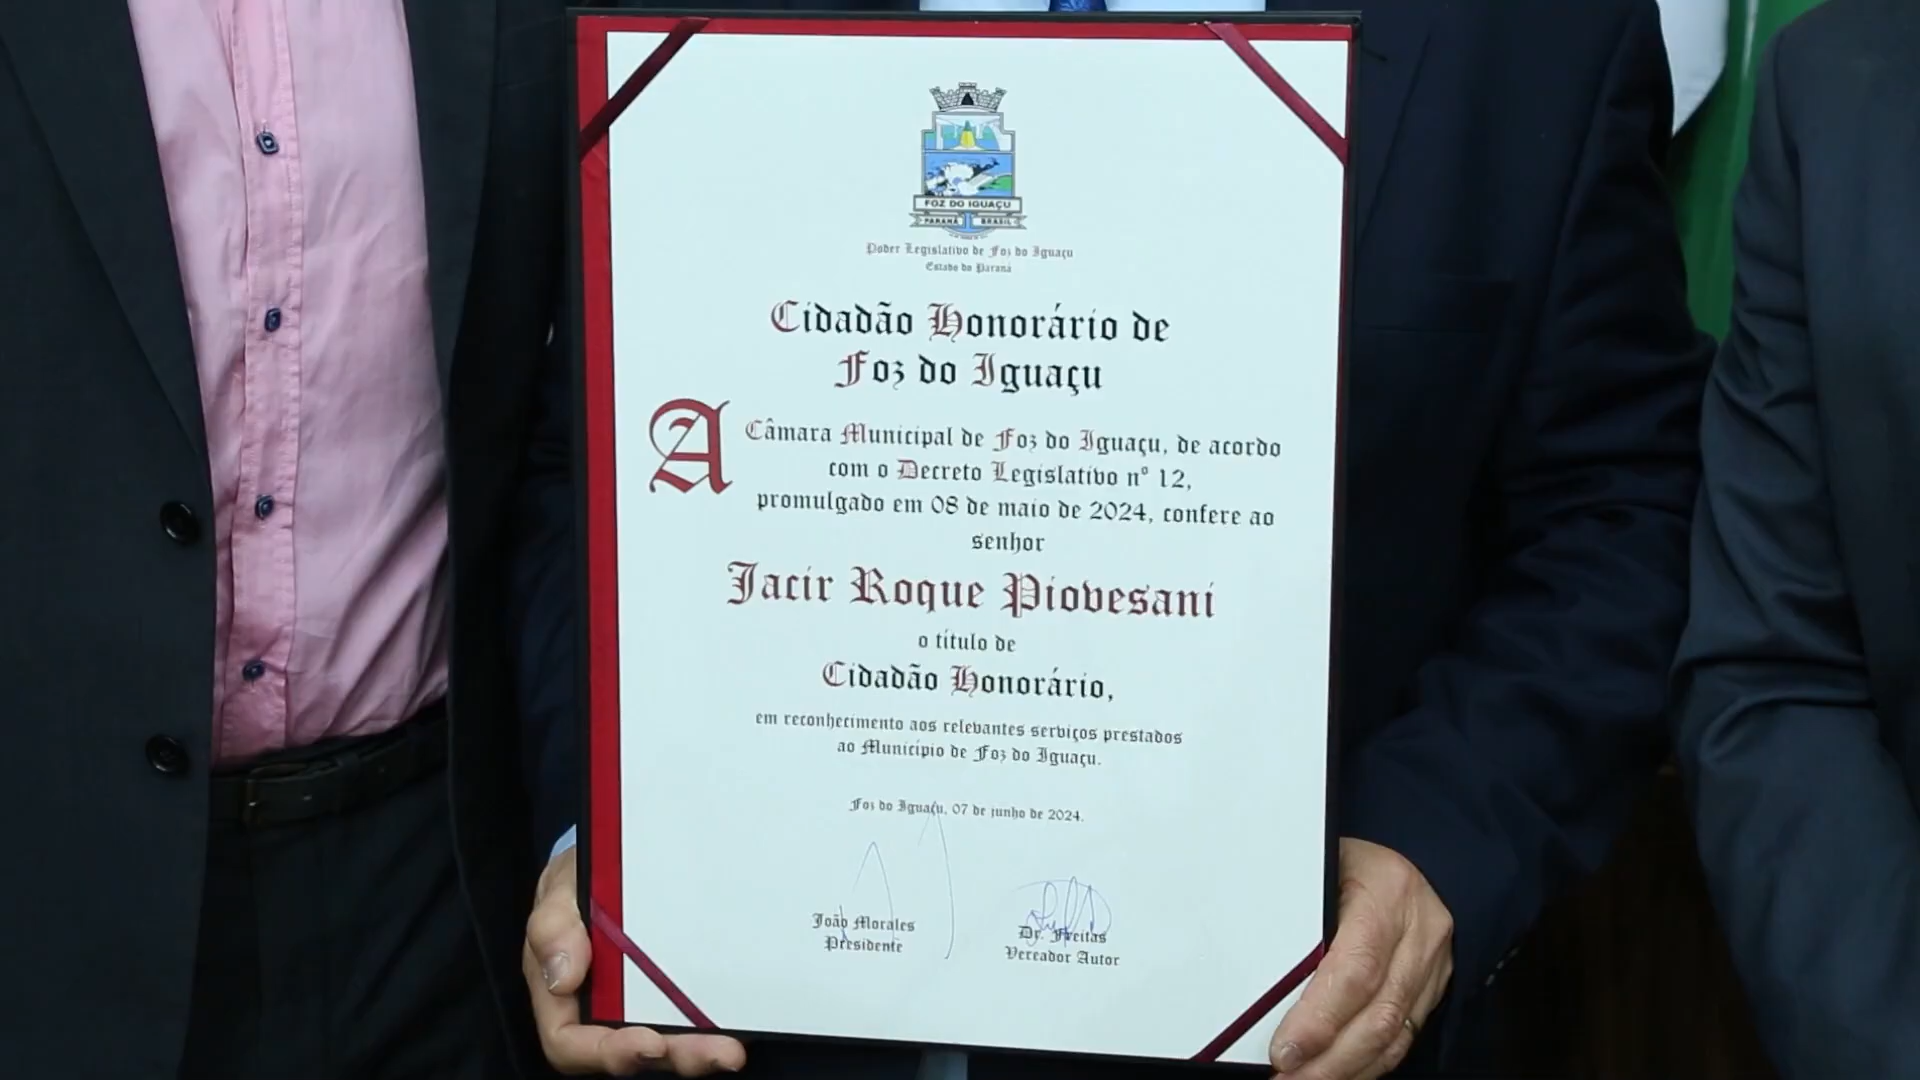 FOZ DO IGUAÇU
PARANÁ BRASIL
Poder Legislativo de Foz do Iguaçu
Estado do Paraná
Cidadão Honorário de
Foz do Iguaçu
A Câmara Municipal de Foz do Iguaçu, de acordo
com o Decreto Legislativo nº 12,
promulgado em 08 de maio de 2024, confere ao
senhor
Jacir Roque Piovesani
o título de
Cidadão Honorário,
em reconhecimento aos relevantes serviços prestados
ao Município de Foz do Iguaçu.
Foz do Iguaçu, 07 de junho de 2024.
João Morales
Presidente
Dr. Freitas
Vereador Autor